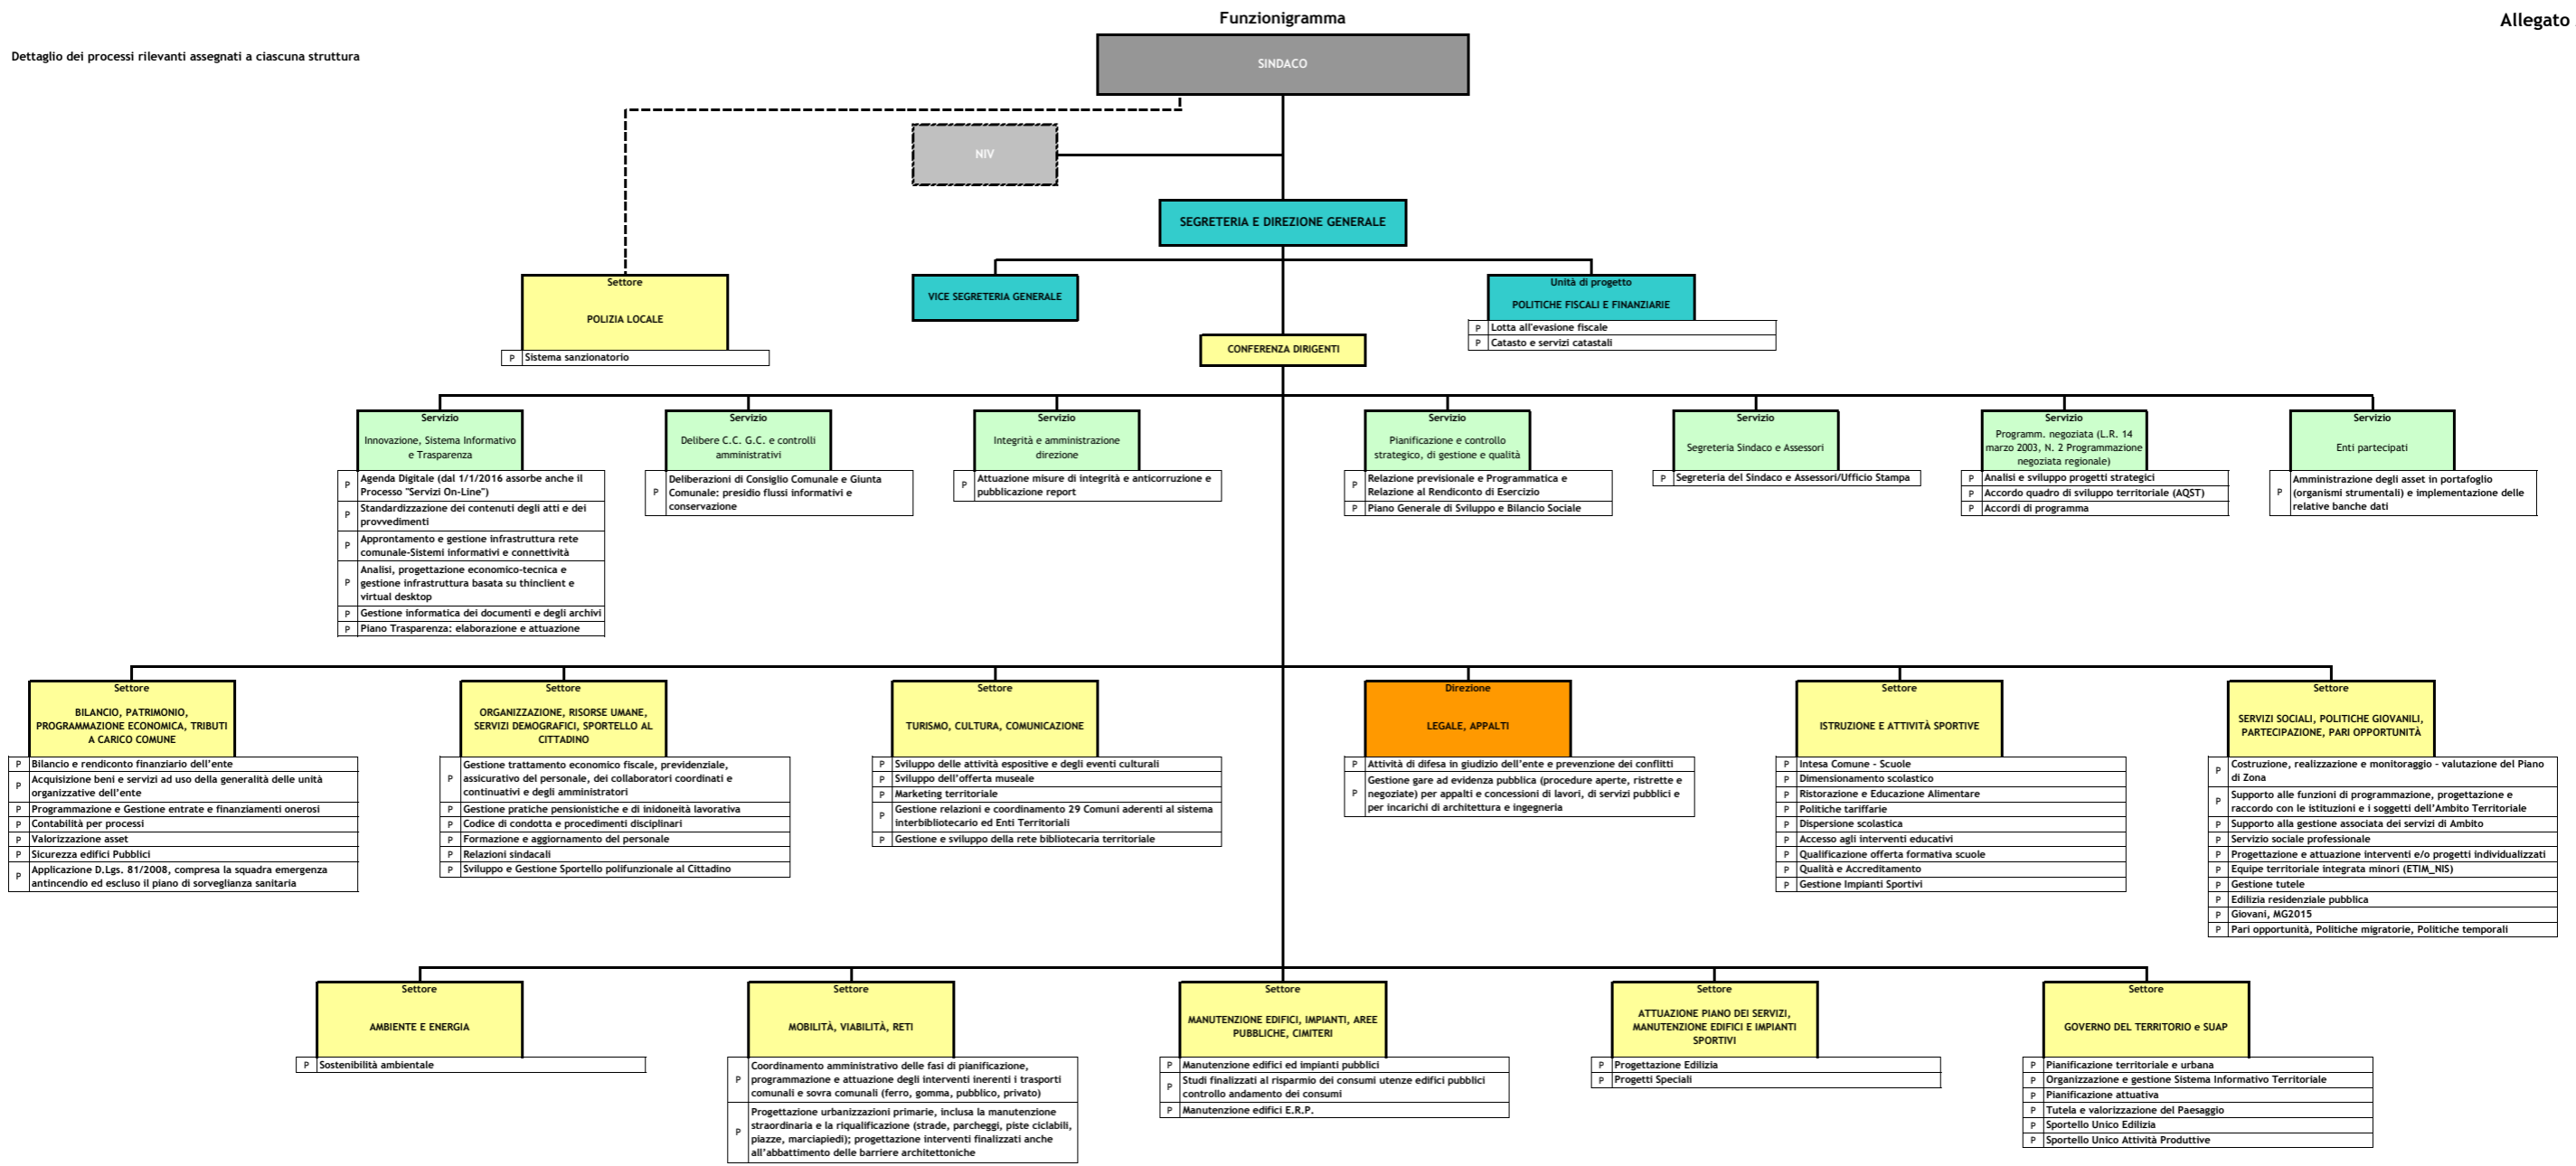 Funzionigramma
Allegato
Dettaglio dei processi rilevanti assegnati a ciascuna struttura
SINDACO
NIV
SEGRETERIA E DIREZIONE GENERALE
Settore
POLIZIA LOCALE
P Sistema sanzionatorio
VICE SEGRETERIA GENERALE
Unità di progetto
POLITICHE FISCALI E FINANZIARIE
P Lotta all'evasione fiscale
P Catasto e servizi catastali
CONFERENZA DIRIGENTI
Servizio
Innovazione, Sistema Informativo
e Trasparenza
P Agenda Digitale (dal 1/1/2016 assorbe anche il
Processo "Servizi On-Line")
P Standardizzazione dei contenuti degli atti e dei
provvedimenti
P Approntamento e gestione infrastruttura rete
comunale-Sistemi informativi e connettività
P Analisi, progettazione economico-tecnica e
gestione infrastruttura basata su thinclient e
virtual desktop
P Gestione informatica dei documenti e degli archivi
P Piano Trasparenza: elaborazione e attuazione
Servizio
Delibere C.C. G.C. e controlli
amministrativi
P Deliberazioni di Consiglio Comunale e Giunta
Comunale: presidio flussi informativi e
conservazione
Servizio
Integrità e amministrazione
direzione
P Attuazione misure di integrità e anticorruzione e
pubblicazione report
Servizio
Pianificazione e controllo
strategico, di gestione e qualità
P Relazione previsionale e Programmatica e
Relazione al Rendiconto di Esercizio
P Piano Generale di Sviluppo e Bilancio Sociale
Servizio
Segreteria Sindaco e Assessori
P Segreteria del Sindaco e Assessori/Ufficio Stampa
Servizio
Programm. negoziata (L.R. 14
marzo 2003, N. 2 Programmazione
negoziata regionale)
P Analisi e sviluppo progetti strategici
P Accordo quadro di sviluppo territoriale (AQST)
P Accordi di programma
Servizio
Enti partecipati
P Amministrazione degli asset in portafoglio
(organismi strumentali) e implementazione delle
relative banche dati
Settore
BILANCIO, PATRIMONIO,
PROGRAMMAZIONE ECONOMICA, TRIBUTI
A CARICO COMUNE
P Bilancio e rendiconto finanziario dell'ente
P Acquisizione beni e servizi ad uso della generalità delle unità
organizzative dell'ente
P Programmazione e Gestione entrate e finanziamenti onerosi
P Contabilità per processi
P Valorizzazione asset
P Sicurezza edifici Pubblici
P Applicazione D.Lgs. 81/2008, compresa la squadra emergenza
antincendio ed escluso il piano di sorveglianza sanitaria
Settore
ORGANIZZAZIONE, RISORSE UMANE,
SERVIZI DEMOGRAFICI, SPORTELLO AL
CITTADINO
P Gestione trattamento economico fiscale, previdenziale,
assicurativo del personale, dei collaboratori coordinati e
continuativi e degli amministratori
P Gestione pratiche pensionistiche e di inidoneità lavorativa
P Codice di condotta e procedimenti disciplinari
P Formazione e aggiornamento del personale
P Relazioni sindacali
P Sviluppo e Gestione Sportello polifunzionale al Cittadino
Settore
TURISMO, CULTURA, COMUNICAZIONE
P Sviluppo delle attività espositive e degli eventi culturali
P Sviluppo dell'offerta museale
P Marketing territoriale
P Gestione relazioni e coordinamento 29 Comuni aderenti al sistema
interbibliotecario ed Enti Territoriali
P Gestione e sviluppo della rete bibliotecaria territoriale
Direzione
LEGALE, APPALTI
P Attività di difesa in giudizio dell'ente e prevenzione dei conflitti
P Gestione gare ad evidenza pubblica (procedure aperte, ristrette e
negoziate) per appalti e concessioni di lavori, di servizi pubblici e
per incarichi di architettura e ingegneria
Settore
ISTRUZIONE E ATTIVITÀ SPORTIVE
P Intesa Comune - Scuole
P Dimensionamento scolastico
P Ristorazione e Educazione Alimentare
P Politiche tariffarie
P Dispersione scolastica
P Accesso agli interventi educativi
P Qualificazione offerta formativa scuole
P Qualità e Accreditamento
P Gestione Impianti Sportivi
Settore
SERVIZI SOCIALI, POLITICHE GIOVANILI,
PARTECIPAZIONE, PARI OPPORTUNITÀ
P Costruzione, realizzazione e monitoraggio - valutazione del Piano
di Zona
P Supporto alle funzioni di programmazione, progettazione e
raccordo con le istituzioni e i soggetti dell'Ambito Territoriale
P Supporto alla gestione associata dei servizi di Ambito
P Servizio sociale professionale
P Progettazione e attuazione interventi e/o progetti individualizzati
P Equipe territoriale integrata minori (ETIM_NIS)
P Gestione tutele
P Edilizia residenziale pubblica
P Giovani, MG2015
P Pari opportunità, Politiche migratorie, Politiche temporali
Settore
AMBIENTE E ENERGIA
P Sostenibilità ambientale
Settore
MOBILITÀ, VIABILITÀ, RETI
P Coordinamento amministrativo delle fasi di pianificazione,
programmazione e attuazione degli interventi inerenti i trasporti
comunali e sovra comunali (ferro, gomma, pubblico, privato)
P Progettazione urbanizzazioni primarie, inclusa la manutenzione
straordinaria e la riqualificazione (strade, parcheggi, piste ciclabili,
piazze, marciapiedi); progettazione interventi finalizzati anche
all'abbattimento delle barriere architettoniche
Settore
MANUTENZIONE EDIFICI, IMPIANTI, AREE
PUBBLICHE, CIMITERI
P Manutenzione edifici ed impianti pubblici
P Studi finalizzati al risparmio dei consumi utenze edifici pubblici
controllo andamento dei consumi
P Manutenzione edifici E.R.P.
Settore
ATTUAZIONE PIANO DEI SERVIZI,
MANUTENZIONE EDIFICI E IMPIANTI
SPORTIVI
P Progettazione Edilizia
P Progetti Speciali
Settore
GOVERNO DEL TERRITORIO e SUAP
P Pianificazione territoriale e urbana
P Organizzazione e gestione Sistema Informativo Territoriale
P Pianificazione attuativa
P Tutela e valorizzazione del Paesaggio
P Sportello Unico Edilizia
P Sportello Unico Attività Produttive